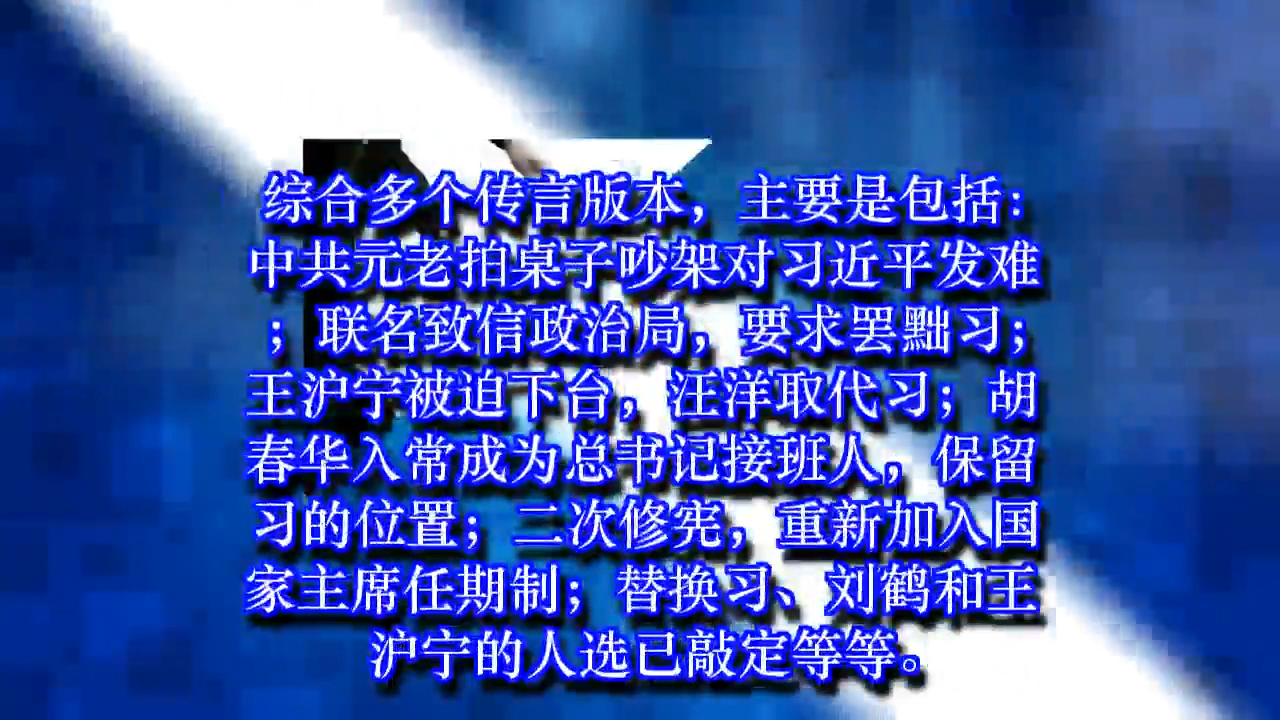 综合多个传言版本，主要是包括：
中共元老拍桌子吵架对习近平发难
；联名致信政治局，要求罢黜习；
王沪宁被迫下台，汪洋取代习；胡
春华入常成为总书记接班人，保留
习的位置；二次修宪，重新加入国
家主席任期制；替换习、刘鹤和王
沪宁的人选已敲定等等。